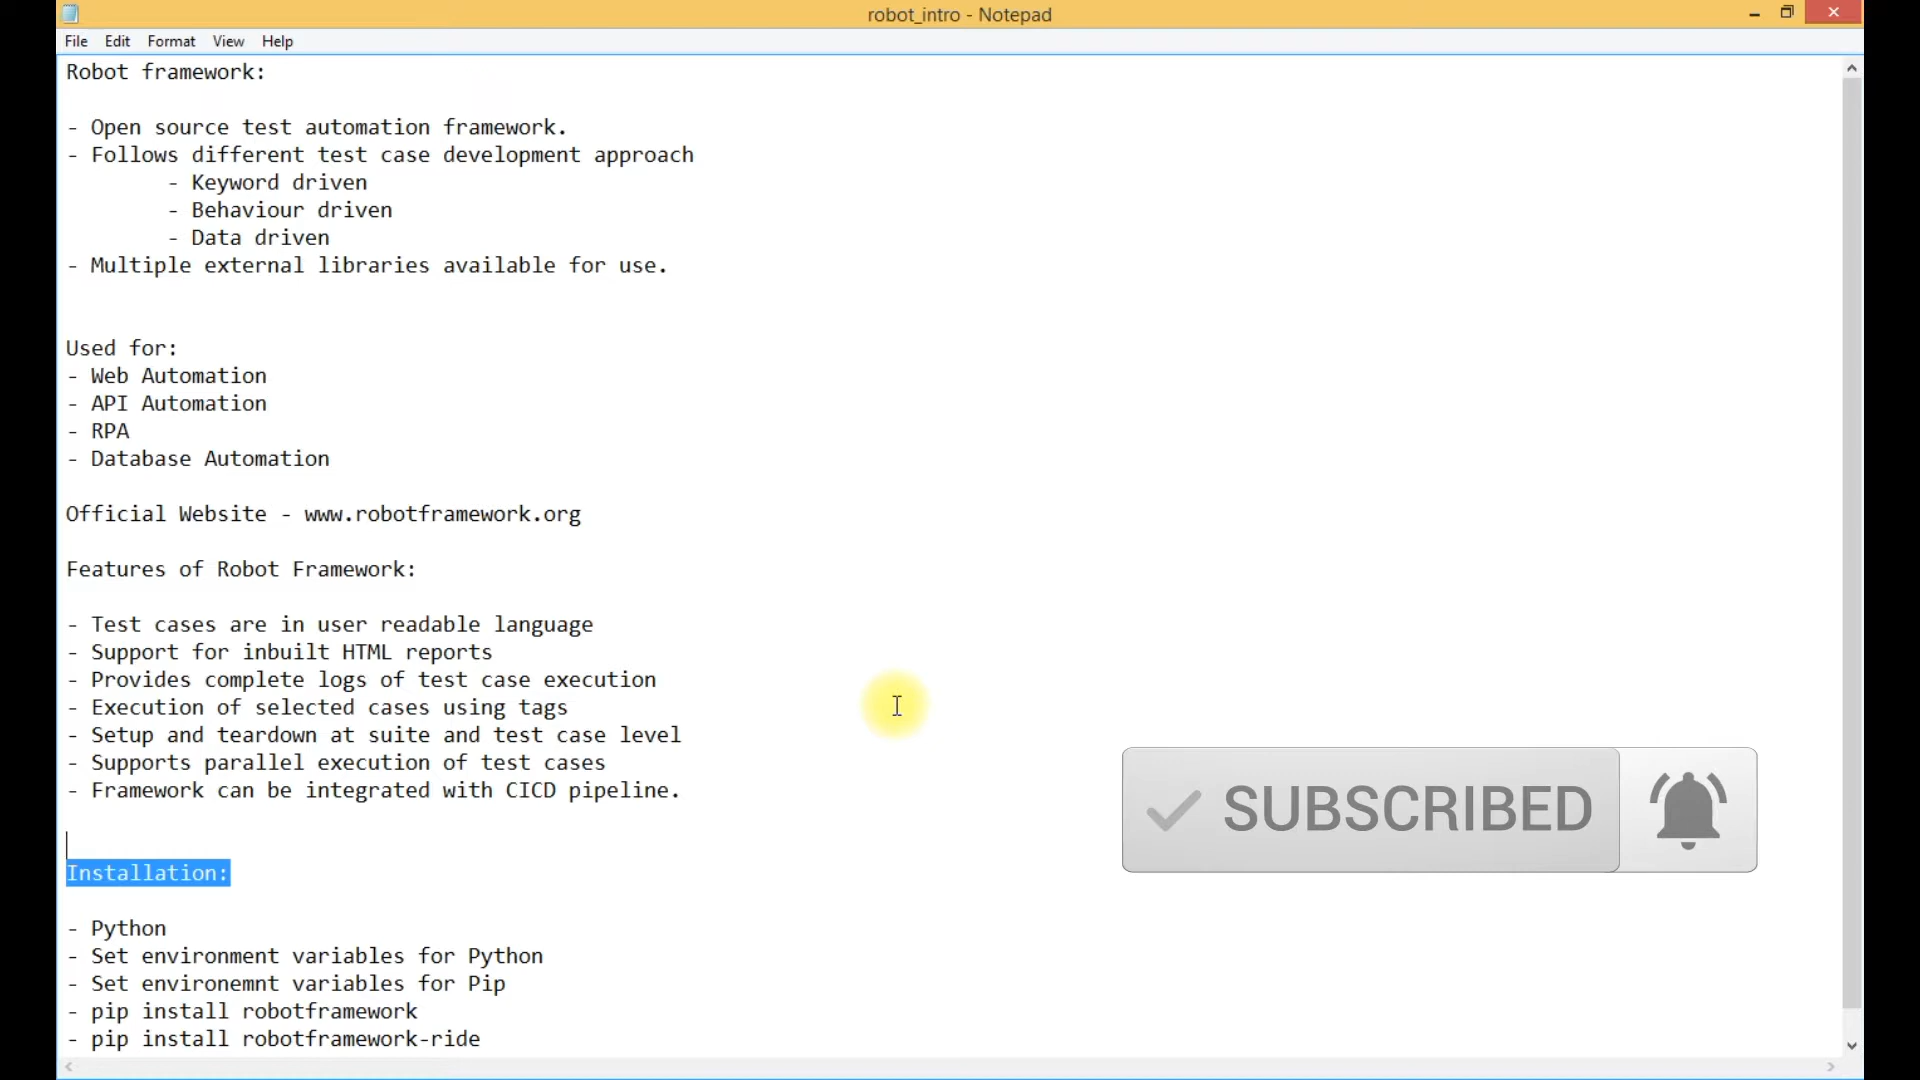 robot_intro - Notepad
File Edit Format View Help
Robot framework:
- Open source test automation framework.
- Follows different test case development approach
- Keyword driven
- Behaviour driven
- Data driven
- Multiple external libraries available for use.
Used for:
- Web Automation
- API Automation
- RPA
- Database Automation
Official Website - www.robotframework.org
Features of Robot Framework:
- Test cases are in user readable language
- Support for inbuilt HTML reports
- Provides complete logs of test case execution
- Execution of selected cases using tags
- Setup and teardown at suite and test case level
- Supports parallel execution of test cases
- Framework can be integrated with CICD pipeline.
SUBSCRIBED
Installation:
- Python
- Set environment variables for Python
- Set environemnt variables for Pip
- pip install robotframework
- pip install robotframework-ride